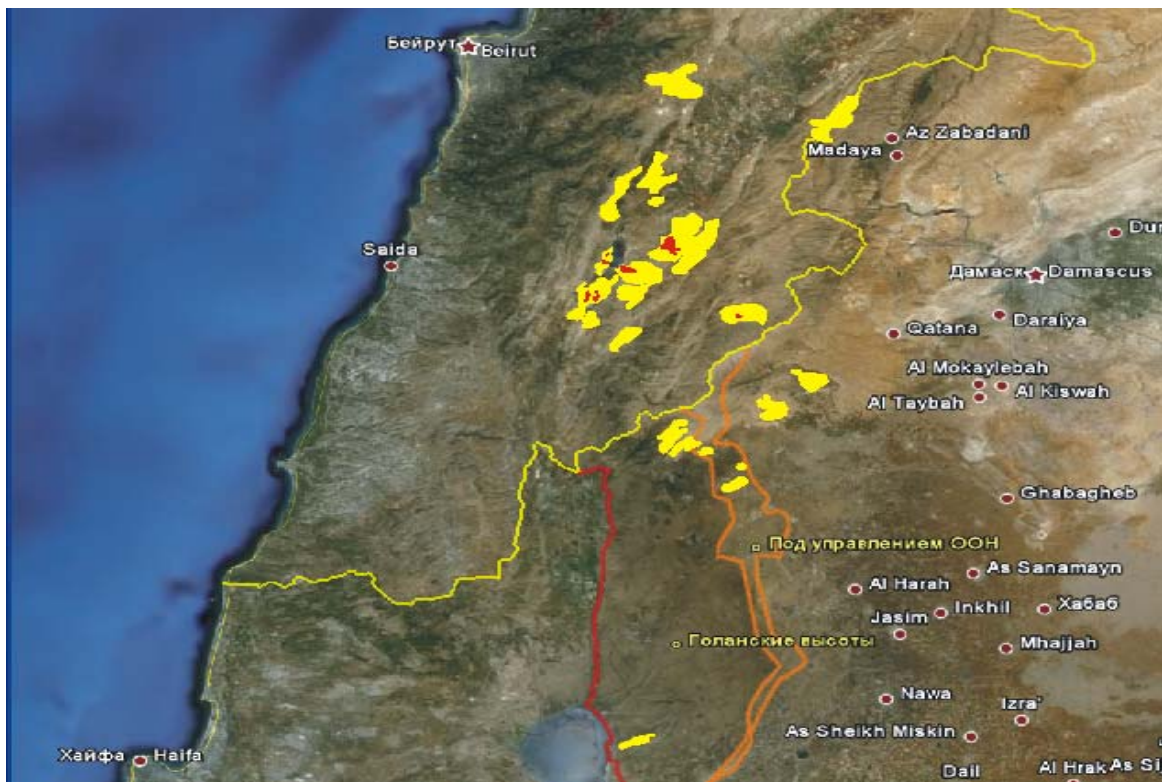 Бейрут Beirut
Az Zabadani
Madaya
Saida
Dur
Дамаск Damascus
Daraiya
Qatana
Al Mokaylebah
Al Kiswah
Al Taybah
Ghabagheb
Под управлением ООН
As Sanamayn
Al Harah
Inkhil
Хабаб
Jasim
Голанские высоты
Mhajjah
Nawa
Izra'
As Sheikh Miskin
Хайфа Haifa
Dail
Al Hrak
As Si